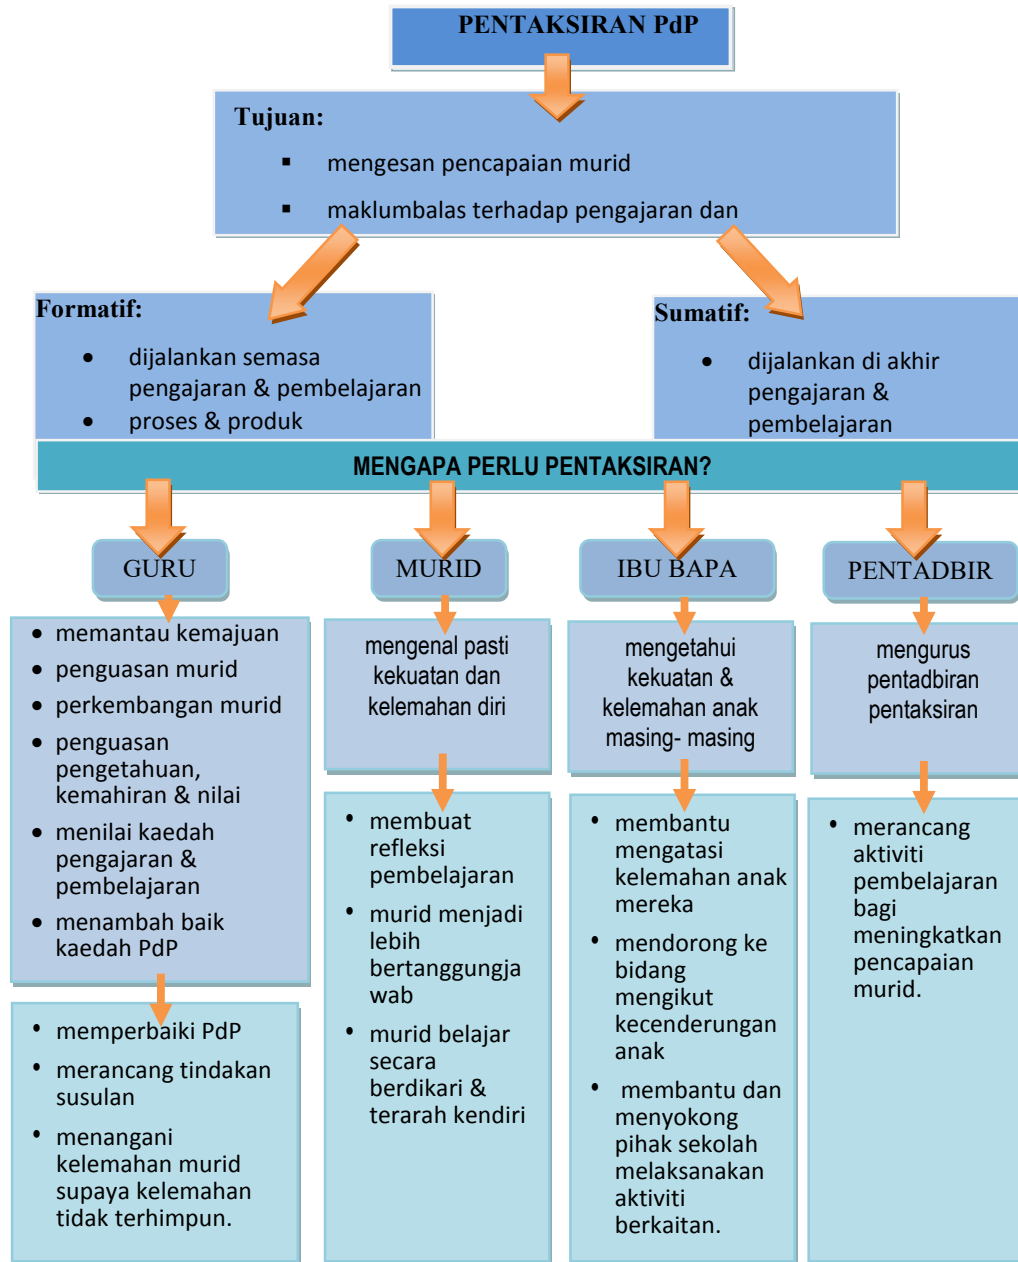 PENTAKSIRAN PdP
Tujuan:
▪ mengesan pencapaian murid
▪ maklumbalas terhadap pengajaran dan
Formatif:
• dijalankan semasa
pengajaran & pembelajaran
• proses & produk
Sumatif:
• dijalankan di akhir
pengajaran &
pembelajaran
MENGAPA PERLU PENTAKSIRAN?
GURU
• memantau kemajuan
• penguasan murid
• perkembangan murid
• penguasan
pengetahuan,
kemahiran & nilai
• menilai kaedah
pengajaran &
pembelajaran
• menambah baik
kaedah PdP
• memperbaiki PdP
• merancang tindakan
susulan
• menangani
kelemahan murid
supaya kelemahan
tidak terhimpun.
MURID
mengenal pasti
kekuatan dan
kelemahan diri
• membuat
refleksi
pembelajaran
• murid menjadi
lebih
bertanggungja
wab
• murid belajar
secara
berdikari &
terarah kendiri
IBU BAPA
mengetahui
kekuatan &
kelemahan anak
masing- masing
• membantu
mengatasi
kelemahan anak
mereka
• mendorong ke
bidang
mengikut
kecenderungan
anak
• membantu dan
menyokong
pihak sekolah
melaksanakan
aktiviti
berkaitan.
PENTADBIR
mengurus
pentadbiran
pentaksiran
• merancang
aktiviti
pembelajaran
bagi
meningkatkan
pencapaian
murid.